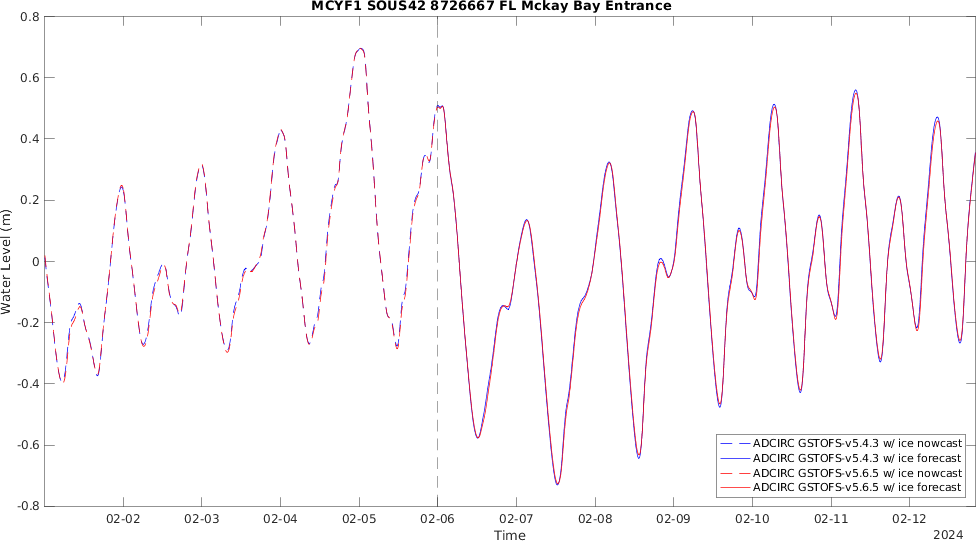 MCYF1 SOUS42 8726667 FL Mckay Bay Entrance
Water Level (m)
0.8
0.6
0.4
0.2
0
-0.2
-0.4
-0.6
-0.8
ADCIRC GSTOFS-v5.4.3 w/ ice nowcast
ADCIRC GSTOFS-v5.4.3 w/ ice forecast
ADCIRC GSTOFS-v5.6.5 w/ ice nowcast
ADCIRC GSTOFS-v5.6.5 w/ ice forecast
02-02 02-03 02-04 02-05 02-06 02-07 02-08 02-09 02-10 02-11 02-12
Time
2024